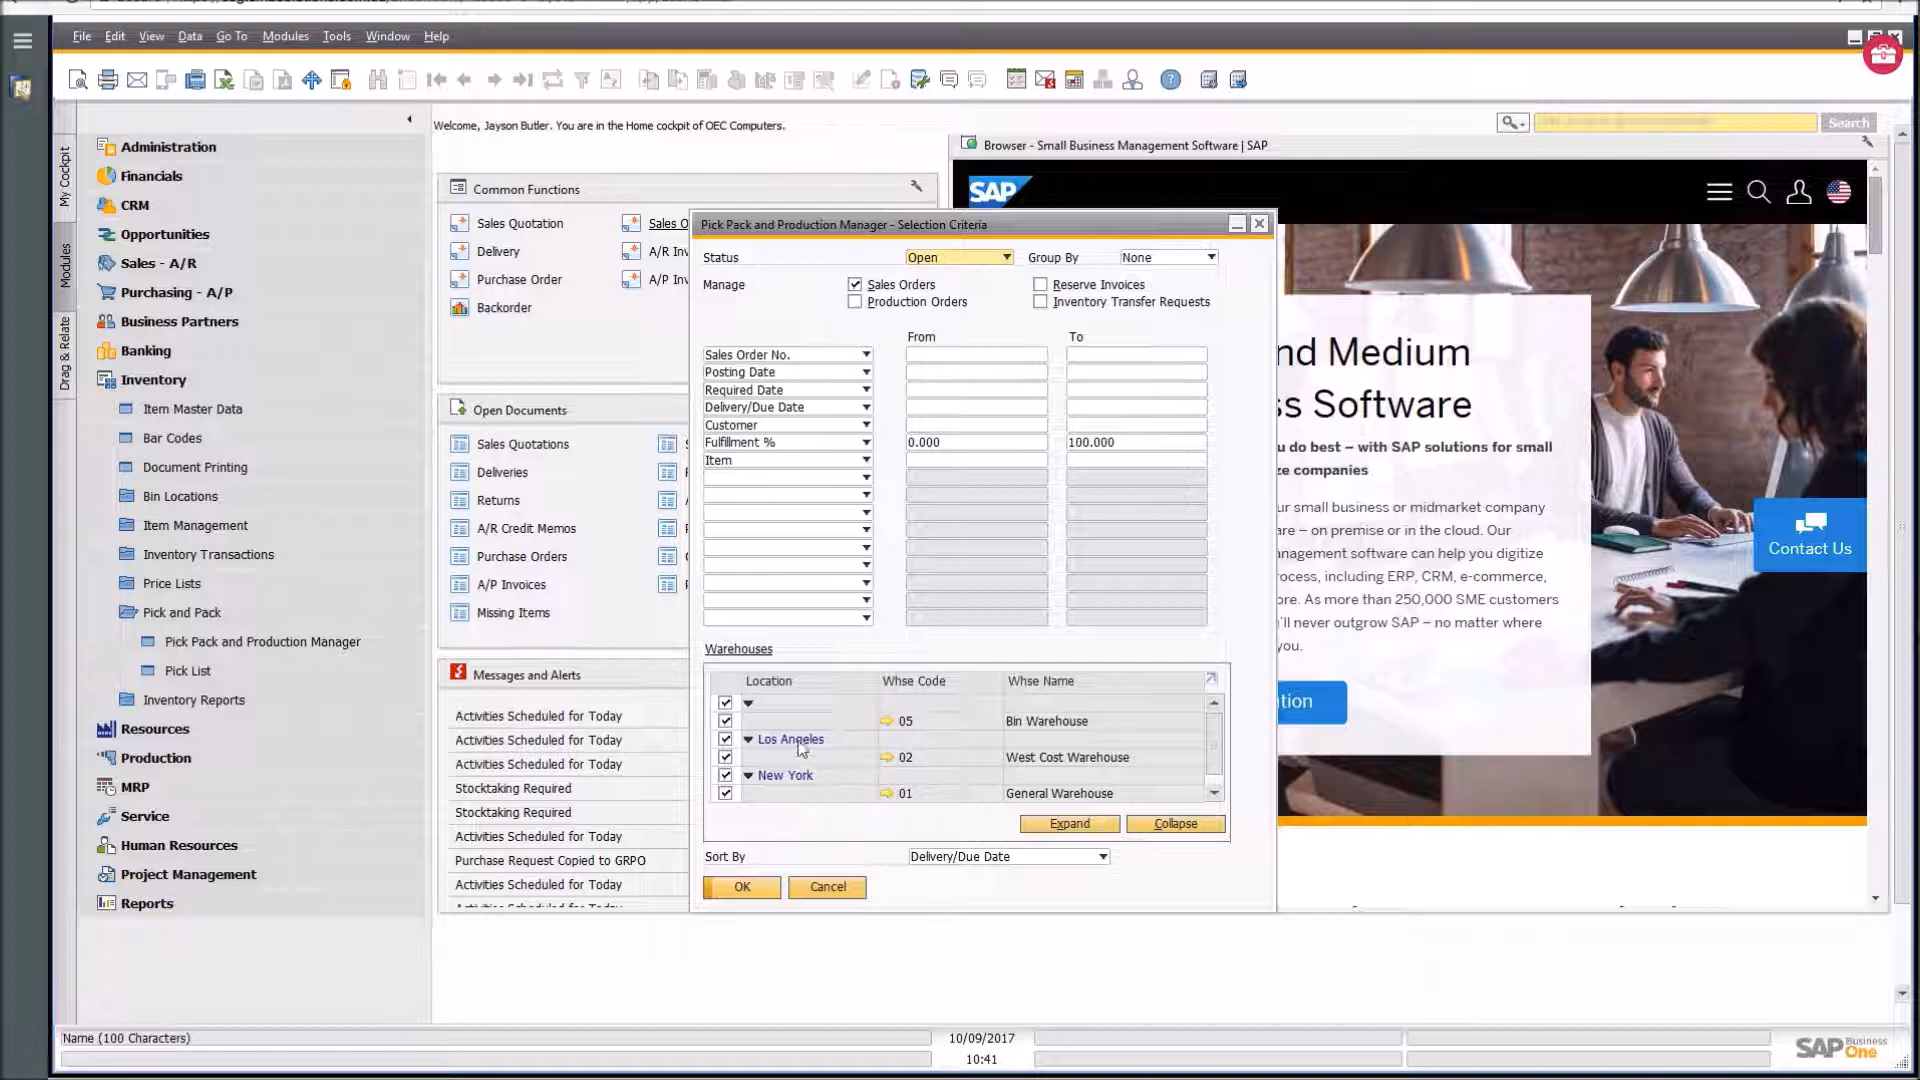 File Edit View Data Go To Modules Tools Window Help
Welcome, Jayson Butler. You are in the Home cockpit of OEC Computers.
Search
My Cockpit
Modules
Drag & Relate
Administration
Financials
CRM
Opportunities
Sales - A/R
Purchasing - A/P
Business Partners
Banking
Inventory
Item Master Data
Bar Codes
Document Printing
Bin Locations
Item Management
Inventory Transactions
Price Lists
Pick and Pack
Pick Pack and Production Manager
Pick List
Inventory Reports
Resources
Production
MRP
Service
Human Resources
Project Management
Reports
Common Functions
Sales Quotation Sales O
Delivery A/R Inv
Purchase Order A/P Inv
Backorder
Open Documents
Sales Quotations
Deliveries
Returns
A/R Credit Memos
Purchase Orders
A/P Invoices
Missing Items
Messages and Alerts
Activities Scheduled for Today
Activities Scheduled for Today
Activities Scheduled for Today
Stocktaking Required
Stocktaking Required
Activities Scheduled for Today
Purchase Request Copied to GRPO
Activities Scheduled for Today
Activities Scheduled for Today
Pick Pack and Production Manager - Selection Criteria
Status Open Group By None
Manage Sales Orders Reserve Invoices
Production Orders Inventory Transfer Requests
From To
Sales Order No.
Posting Date
Required Date
Delivery/Due Date
Customer
Fulfillment % 0.000 100.000
Item
Warehouses
Location Whse Code Whse Name
05 Bin Warehouse
Los Angeles
02 West Cost Warehouse
New York
01 General Warehouse
Expand Collapse
Sort By Delivery/Due Date
OK Cancel
Browser - Small Business Management Software | SAP
SAP
nd Medium
s Software
u do best – with SAP solutions for small
ze companies
ur small business or midmarket company
are – on premise or in the cloud. Our
nagement software can help you digitize
rocess, including ERP, CRM, e-commerce,
ore. As more than 250,000 SME customers
'll never outgrow SAP – no matter where
you.
tion
Contact Us
Name (100 Characters) 10/09/2017
10:41
SAP Business One